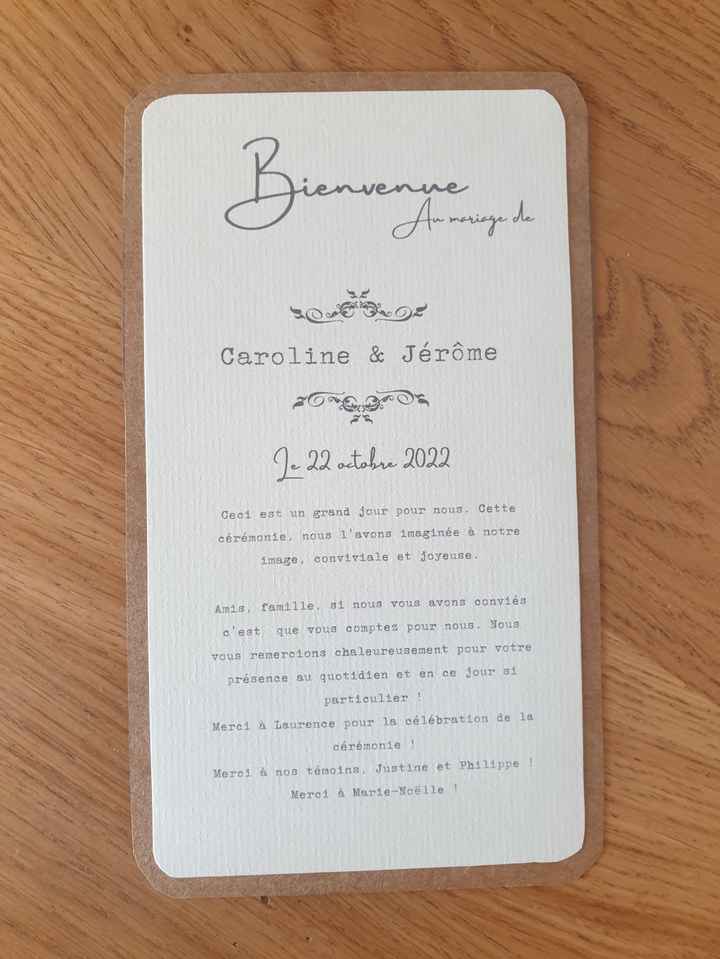 Bienvenue
Au mariage de
Caroline & Jérôme
Le 22 octobre 2022
Ceci est un grand jour pour nous. Cette
cérémonie, nous l'avons imaginée à notre
image, conviviale et joyeuse.
Amis, famille, si nous vous avons conviés
c'est que vous comptez pour nous. Nous
vous remercions chaleureusement pour votre
présence au quotidien et en ce jour si
particulier !
Merci à Laurence pour la célébration de la
cérémonie !
Merci à nos témoins, Justine et Philippe !
Merci à Marie-Noëlle !